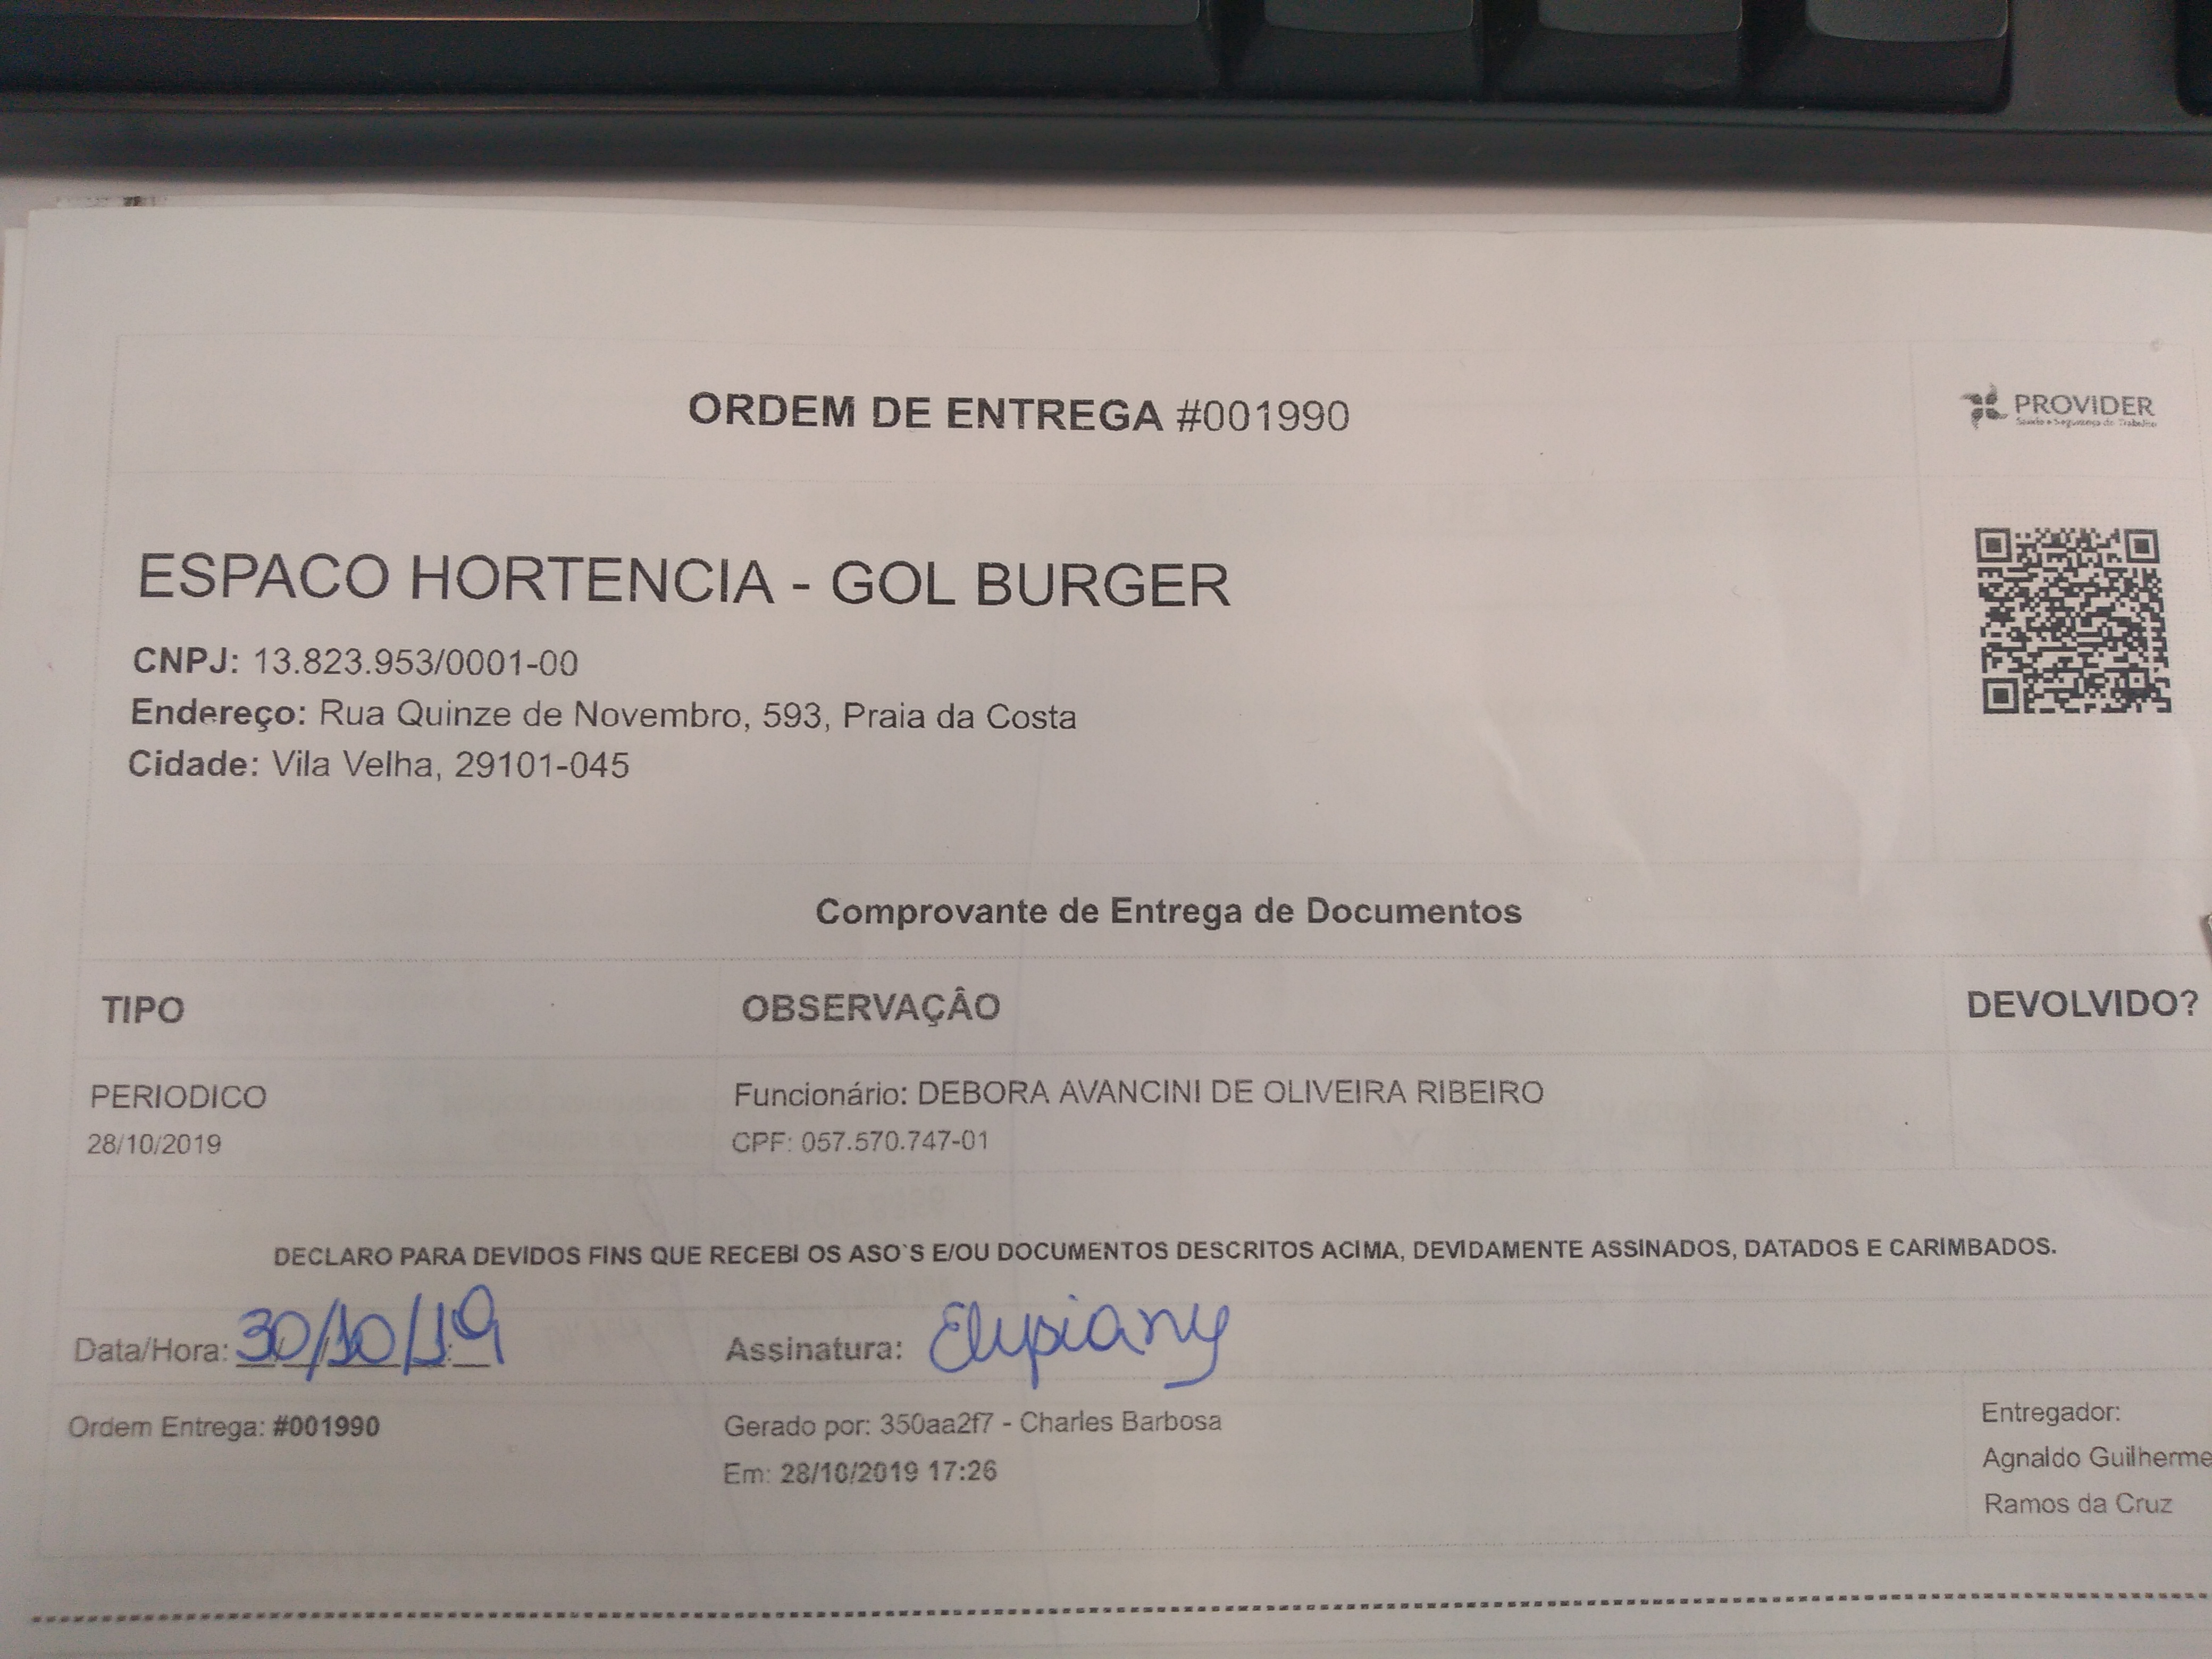 ORDEM DE ENTREGA #001990
PROVIDER
Saúde e Segurança do Trabalho
ESPACO HORTENCIA - GOL BURGER
CNPJ: 13.823.953/0001-00
Endereço: Rua Quinze de Novembro, 593, Praia da Costa
Cidade: Vila Velha, 29101-045
Comprovante de Entrega de Documentos
TIPO OBSERVAÇÂO DEVOLVIDO?
PERIODICO Funcionário: DEBORA AVANCINI DE OLIVEIRA RIBEIRO
28/10/2019 CPF: 057.570.747-01
DECLARO PARA DEVIDOS FINS QUE RECEBI OS ASO`S E/OU DOCUMENTOS DESCRITOS ACIMA, DEVIDAMENTE ASSINADOS, DATADOS E CARIMBADOS.
Data/Hora: 30/10/19 Assinatura: Elysiany
Ordem Entrega: #001990
Gerado por: 350aa2f7 - Charles Barbosa
Em: 28/10/2019 17:26
Entregador:
Agnaldo Guilherme
Ramos da Cruz